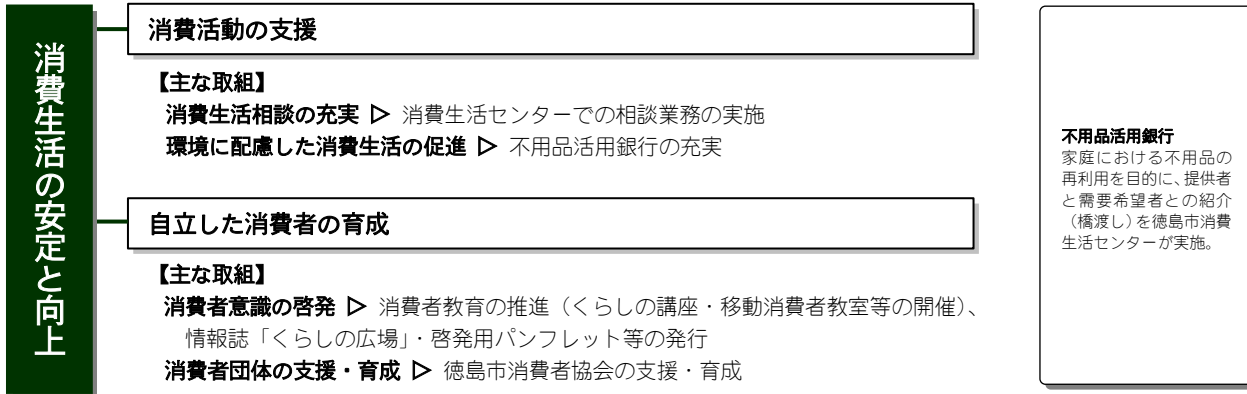 消費生活の安定と向上
消費活動の支援
【主な取組】
消費生活相談の充実 ▷ 消費生活センターでの相談業務の実施
環境に配慮した消費生活の促進 ▷ 不用品活用銀行の充実
自立した消費者の育成
【主な取組】
消費者意識の啓発 ▷ 消費者教育の推進（くらしの講座・移動消費者教室等の開催）、
情報誌「くらしの広場」・啓発用パンフレット等の発行
消費者団体の支援・育成 ▷ 徳島市消費者協会の支援・育成
不用品活用銀行
家庭における不用品の
再利用を目的に、提供者
と需要希望者との紹介
（橋渡し）を徳島市消費
生活センターが実施。